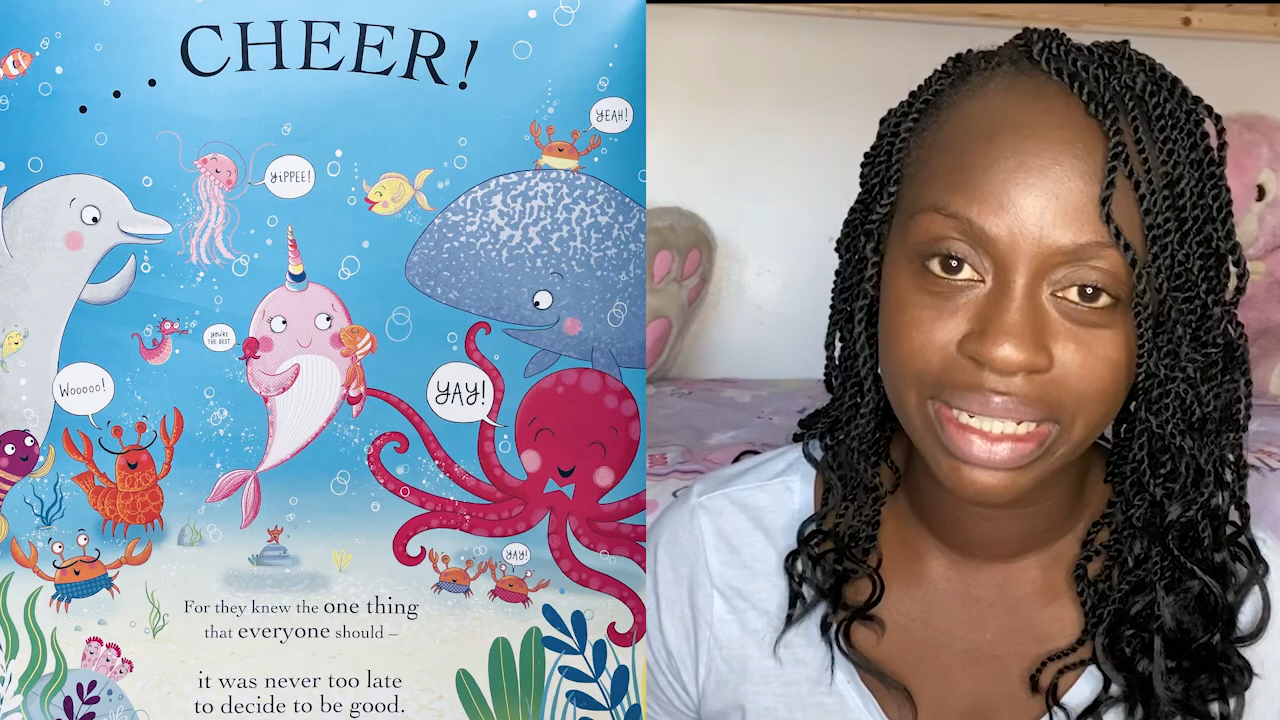 ... CHEER!
YEAH!
YiPPEE!
YOU'RE
THE BEST
Wooooo!
YAY!
YAY!
For they knew the one thing
that everyone should –
it was never too late
to decide to be good.